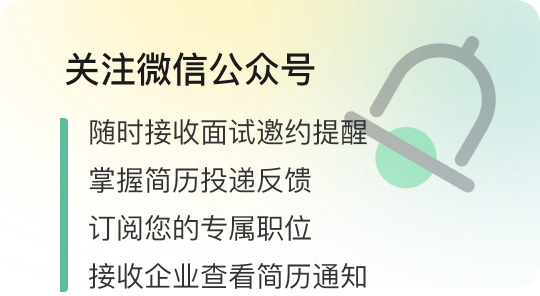 关注微信公众号
随时接收面试邀约提醒
掌握简历投递反馈
订阅您的专属职位
接收企业查看简历通知